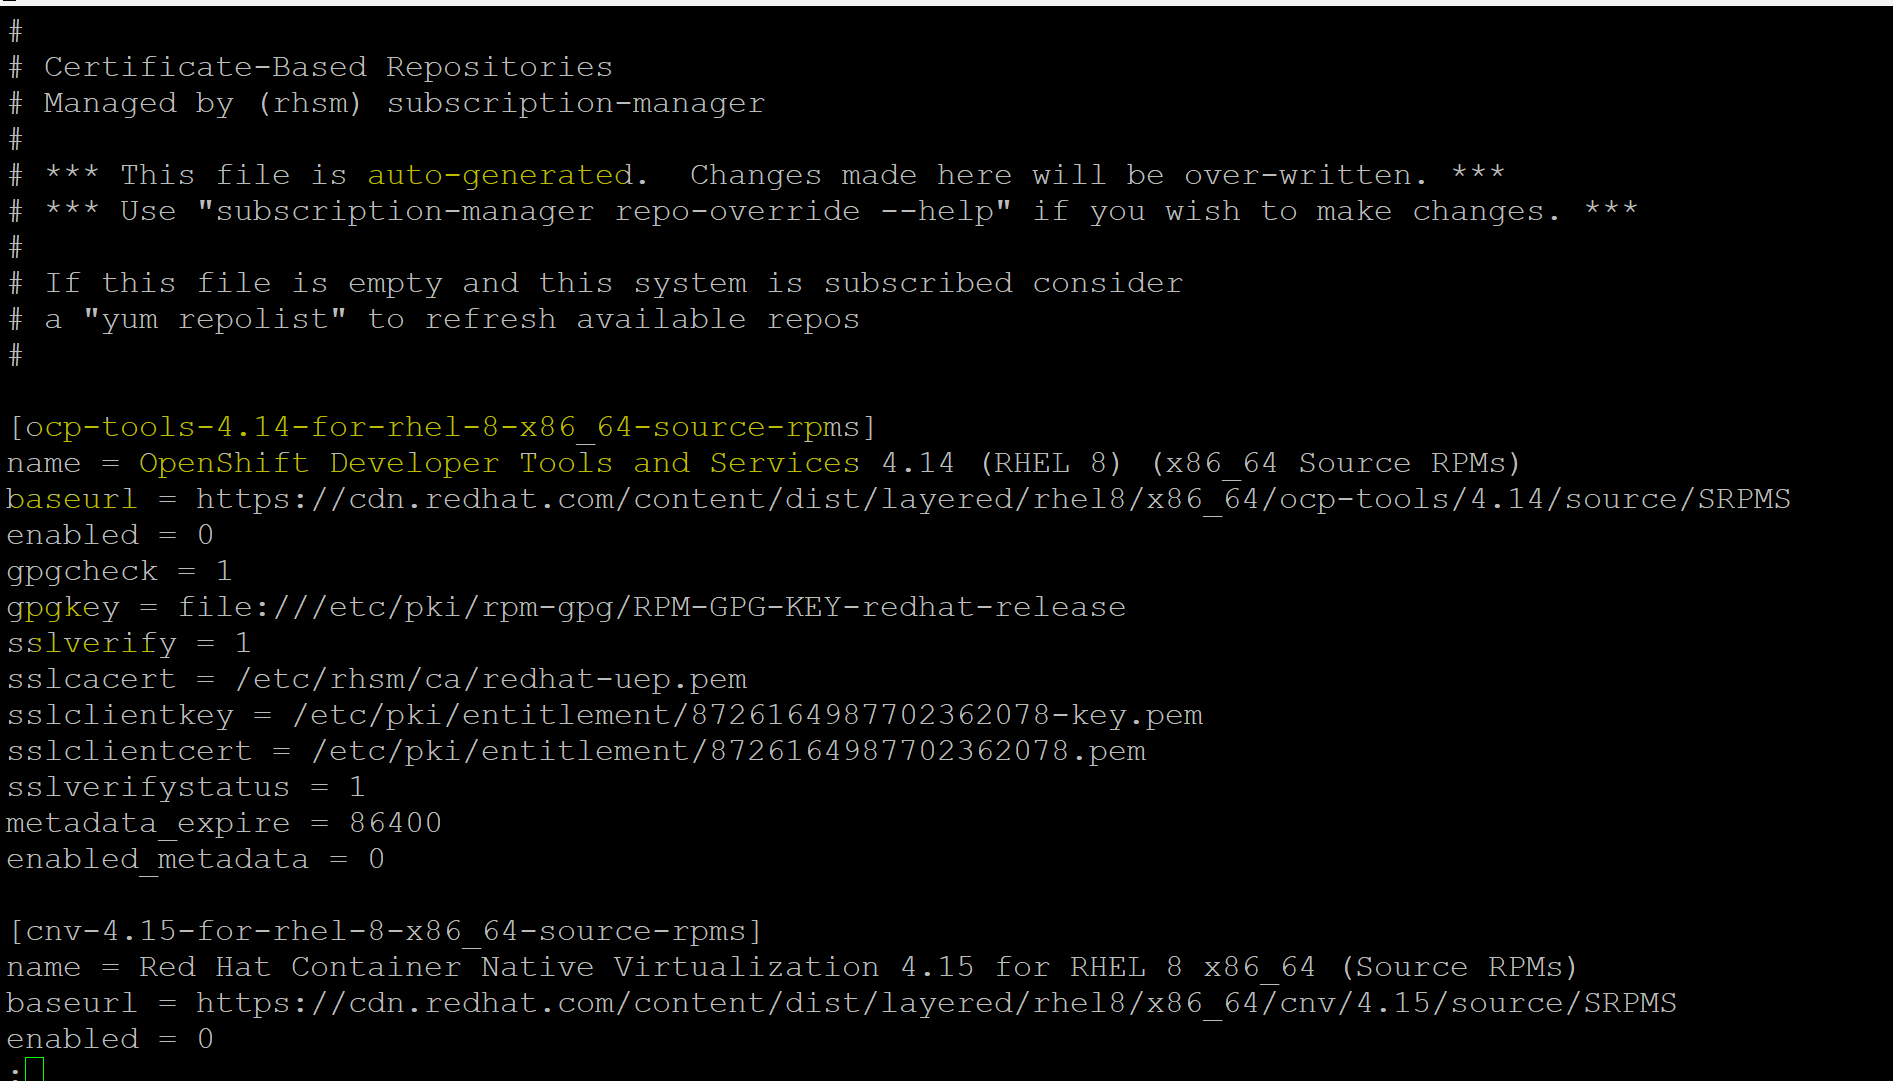 #
# Certificate-Based Repositories
# Managed by (rhsm) subscription-manager
#
# *** This file is auto-generated.  Changes made here will be over-written. ***
# *** Use "subscription-manager repo-override --help" if you wish to make changes. ***
#
# If this file is empty and this system is subscribed consider
# a "yum repolist" to refresh available repos
#

[ocp-tools-4.14-for-rhel-8-x86_64-source-rpms]
name = OpenShift Developer Tools and Services 4.14 (RHEL 8) (x86_64 Source RPMs)
baseurl = https://cdn.redhat.com/content/dist/layered/rhel8/x86_64/ocp-tools/4.14/source/SRPMS
enabled = 0
gpgcheck = 1
gpgkey = file:///etc/pki/rpm-gpg/RPM-GPG-KEY-redhat-release
sslverify = 1
sslcacert = /etc/rhsm/ca/redhat-uep.pem
sslclientkey = /etc/pki/entitlement/8726164987702362078-key.pem
sslclientcert = /etc/pki/entitlement/8726164987702362078.pem
sslverifystatus = 1
metadata_expire = 86400
enabled_metadata = 0

[cnv-4.15-for-rhel-8-x86_64-source-rpms]
name = Red Hat Container Native Virtualization 4.15 for RHEL 8 x86_64 (Source RPMs)
baseurl = https://cdn.redhat.com/content/dist/layered/rhel8/x86_64/cnv/4.15/source/SRPMS
enabled = 0
: